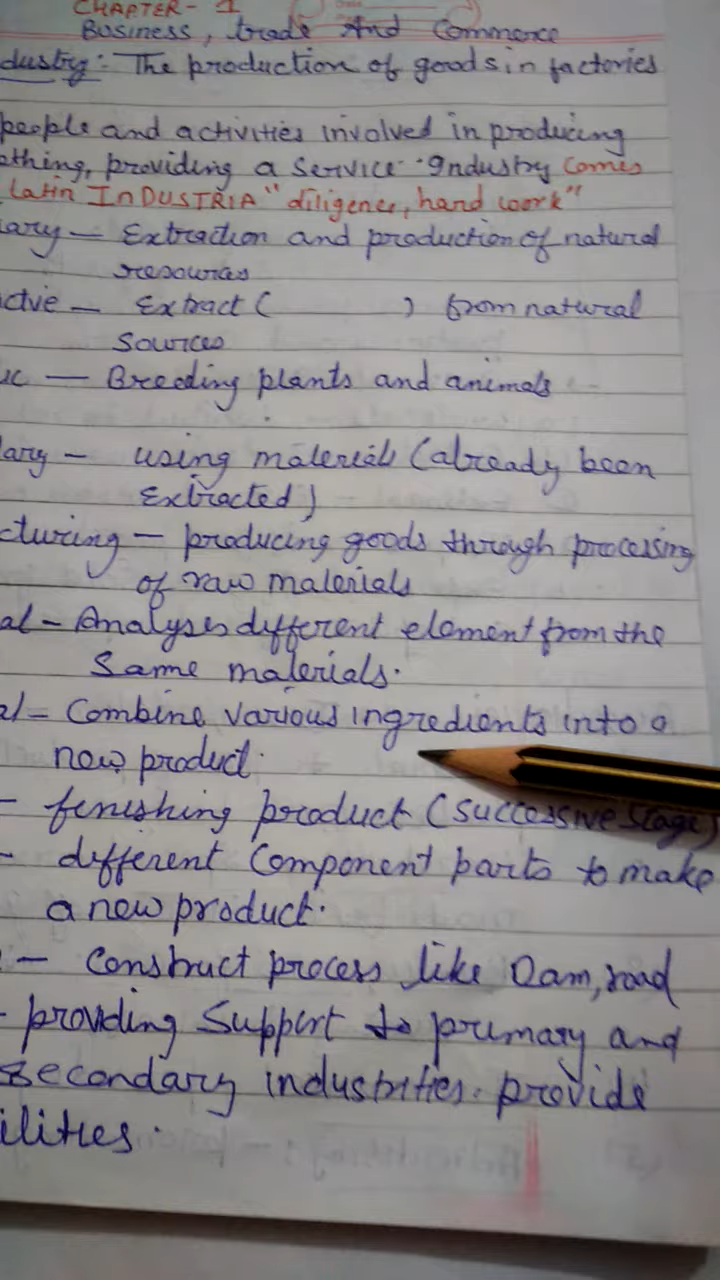 CHAPTER- 1
Business, trade And Commerce
dustry: The production of goods in factories
people and activities involved in producing
ething, providing a service. Industry comes
latin InDUSTRIA "diligence, hard work"
ary — Extraction and production of natural
resources
ctive — Extract ( ) from natural
Sources
ic — Breeding plants and animals
ary — using materials (already been
Extracted)
cturing — producing goods through processing
of raw materials
al — Analyses different element from the
Same materials.
al = Combine various ingredients into a
new product.
- finishing product (successive stage)
- different Component parts to make
a new product.
- Construct process like Dam, road
- providing Support to primary and
secondary industrties. provide
ilities.